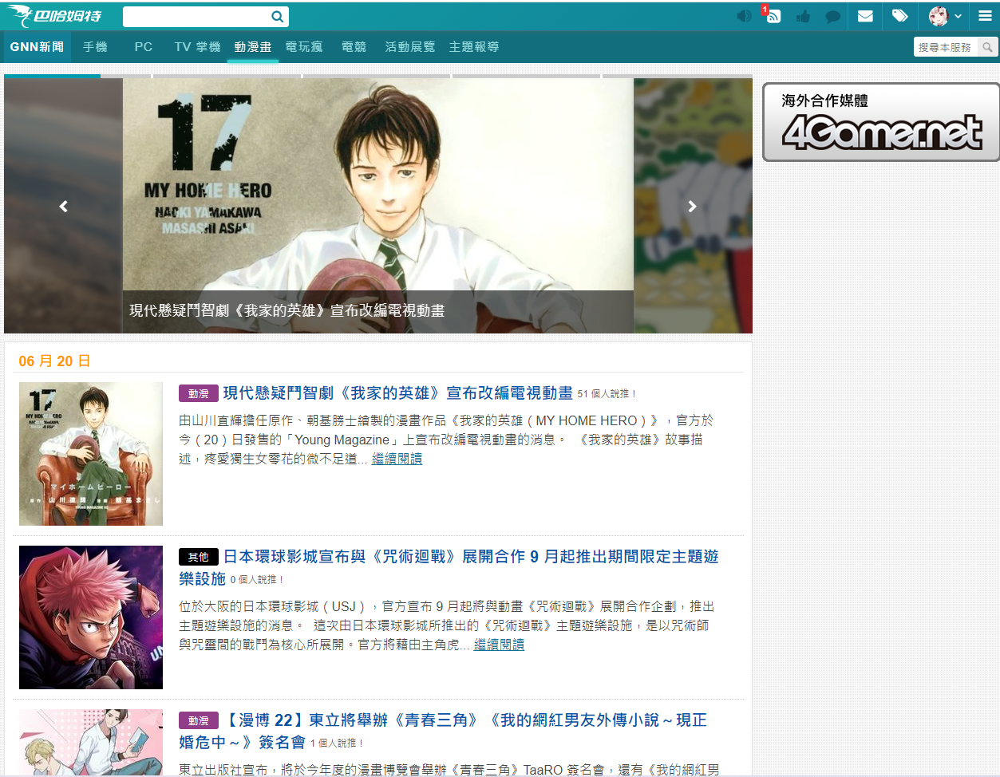 巴哈姆特
1
GNN新聞 手機 PC TV 掌機 動漫畫 電玩瘋 電競 活動展覽 主題報導 搜尋本服務
海外合作媒體
4Gamer.net
17
MY HOME HERO
NAOKI YAMAKAWA
MASASHI ASAKI
現代懸疑鬥智劇《我家的英雄》宣布改編電視動畫
06 月 20 日
17
MY HOME HERO
マイホームヒーロー
YOUNG MAGAZINE KC
動漫 現代懸疑鬥智劇《我家的英雄》宣布改編電視動畫 51 個人說推！
由山川直輝擔任原作、朝基勝士繪製的漫畫作品《我家的英雄（MY HOME HERO）》，官方於
今（20）日發售的「Young Magazine」上宣布改編電視動畫的消息。 《我家的英雄》故事描
述，疼愛獨生女零花的微不足道... 繼續閱讀
其他 日本環球影城宣布與《咒術迴戰》展開合作 9 月起推出期間限定主題遊
樂設施 0 個人說推！
位於大阪的日本環球影城（USJ），官方宣布 9 月起將與動畫《咒術迴戰》展開合作企劃，推出
主題遊樂設施的消息。 這次由日本環球影城所推出的《咒術迴戰》主題遊樂設施，是以咒術師
與咒靈間的戰鬥為核心所展開。官方將藉由主角虎... 繼續閱讀
動漫 【漫博 22】東立將舉辦《青春三角》《我的網紅男友外傳小說～現正
婚危中～》簽名會 1 個人說推！
東立出版社宣布，將於今年度的漫畫博覽會舉辦《青春三角》TaaRO 簽名會，還有《我的網紅男